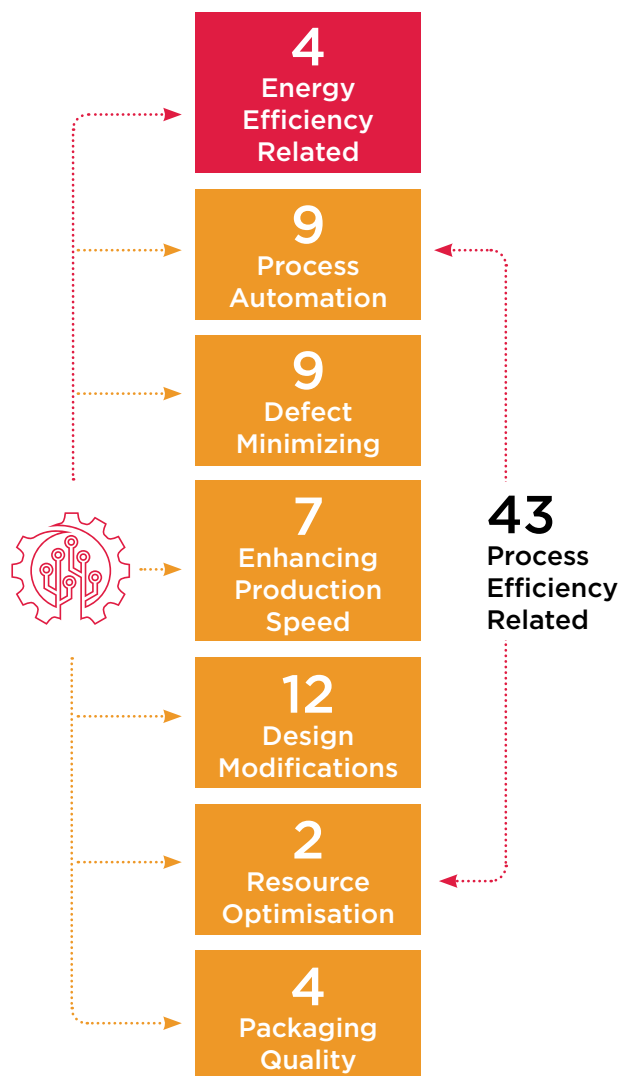 4
Energy
Efficiency
Related
9
Process
Automation
9
Defect
Minimizing
7
Enhancing
Production
Speed
43
Process
Efficiency
Related
12
Design
Modifications
2
Resource
Optimisation
4
Packaging
Quality